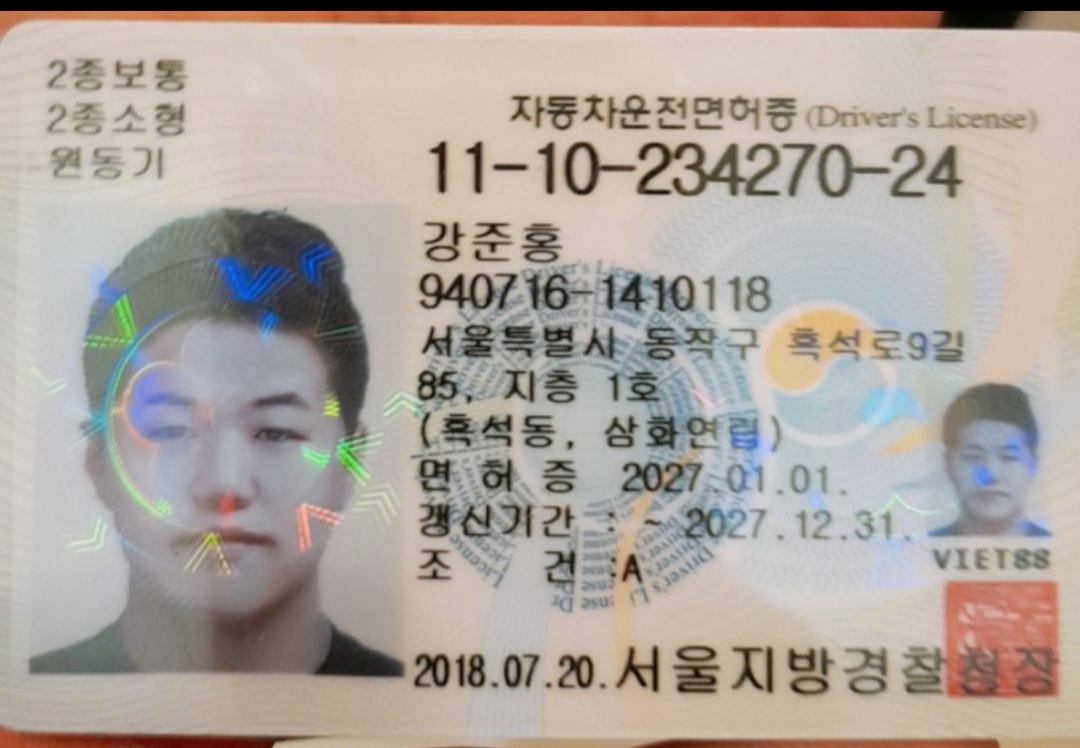 2종보통
2종소형
원동기
자동차운전면허증 (Driver's License)
11-10-234270-24
강준홍
940716-1410118
서울특별시 동작구 흑석로9길
85, 지층 1호
(흑석동, 삼화연립)
면 허 증 2027.01.01.
갱신기간 : ~ 2027.12.31.
조 건 :A
VIET88
2018.07.20. 서울지방경찰청장